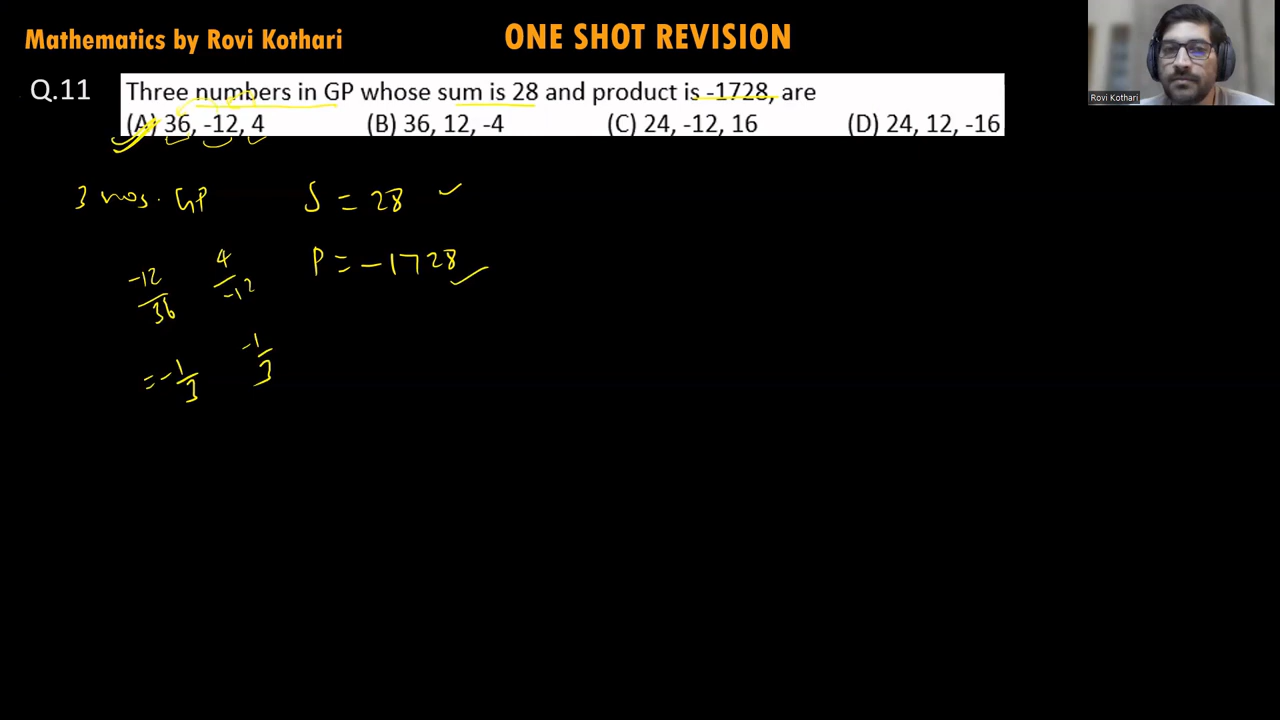 Mathematics by Rovi Kothari
ONE SHOT REVISION
Rovi Kothari
Q.11
Three numbers in GP whose sum is 28 and product is -1728, are
(A) 36, -12, 4 (B) 36, 12, -4 (C) 24, -12, 16 (D) 24, 12, -16
3 nos. GP S = 28
-12/36 4/-12 P = -1728
= -1/3 -1/3